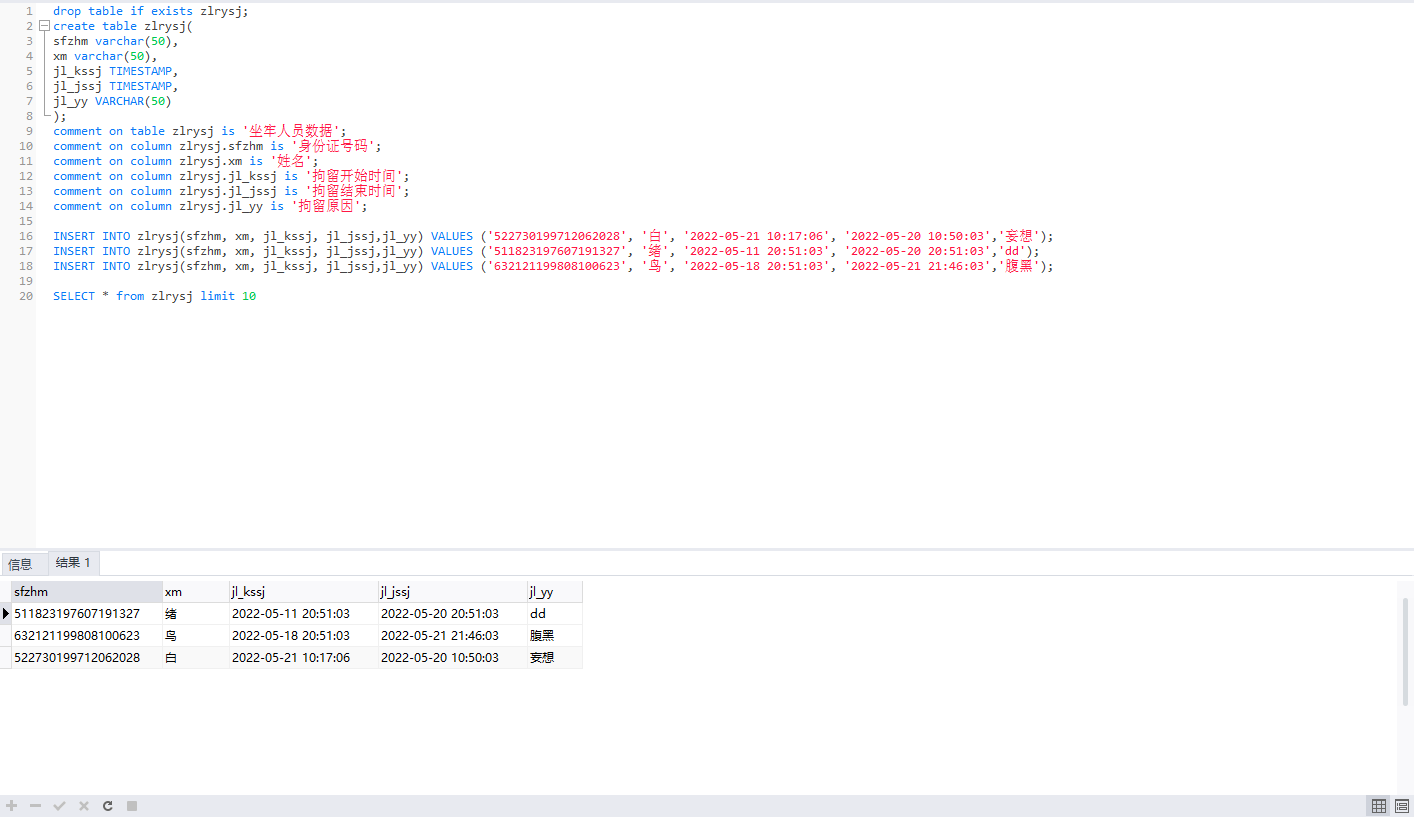 1 drop table if exists zlrysj;
2 create table zlrysj(
3 sfzhm varchar(50),
4 xm varchar(50),
5 jl_kssj TIMESTAMP,
6 jl_jssj TIMESTAMP,
7 jl_yy VARCHAR(50)
8 );
9 comment on table zlrysj is '坐牢人员数据';
10 comment on column zlrysj.sfzhm is '身份证号码';
11 comment on column zlrysj.xm is '姓名';
12 comment on column zlrysj.jl_kssj is '拘留开始时间';
13 comment on column zlrysj.jl_jssj is '拘留结束时间';
14 comment on column zlrysj.jl_yy is '拘留原因';
15
16 INSERT INTO zlrysj(sfzhm, xm, jl_kssj, jl_jssj,jl_yy) VALUES ('522730199712062028', '白', '2022-05-21 10:17:06', '2022-05-20 10:50:03','妄想');
17 INSERT INTO zlrysj(sfzhm, xm, jl_kssj, jl_jssj,jl_yy) VALUES ('511823197607191327', '绪', '2022-05-11 20:51:03', '2022-05-20 20:51:03','dd');
18 INSERT INTO zlrysj(sfzhm, xm, jl_kssj, jl_jssj,jl_yy) VALUES ('632121199808100623', '鸟', '2022-05-18 20:51:03', '2022-05-21 21:46:03','腹黑');
19
20 SELECT * from zlrysj limit 10
信息 结果 1
sfzhm xm jl_kssj jl_jssj jl_yy
511823197607191327 绪 2022-05-11 20:51:03 2022-05-20 20:51:03 dd
632121199808100623 鸟 2022-05-18 20:51:03 2022-05-21 21:46:03 腹黑
522730199712062028 白 2022-05-21 10:17:06 2022-05-20 10:50:03 妄想